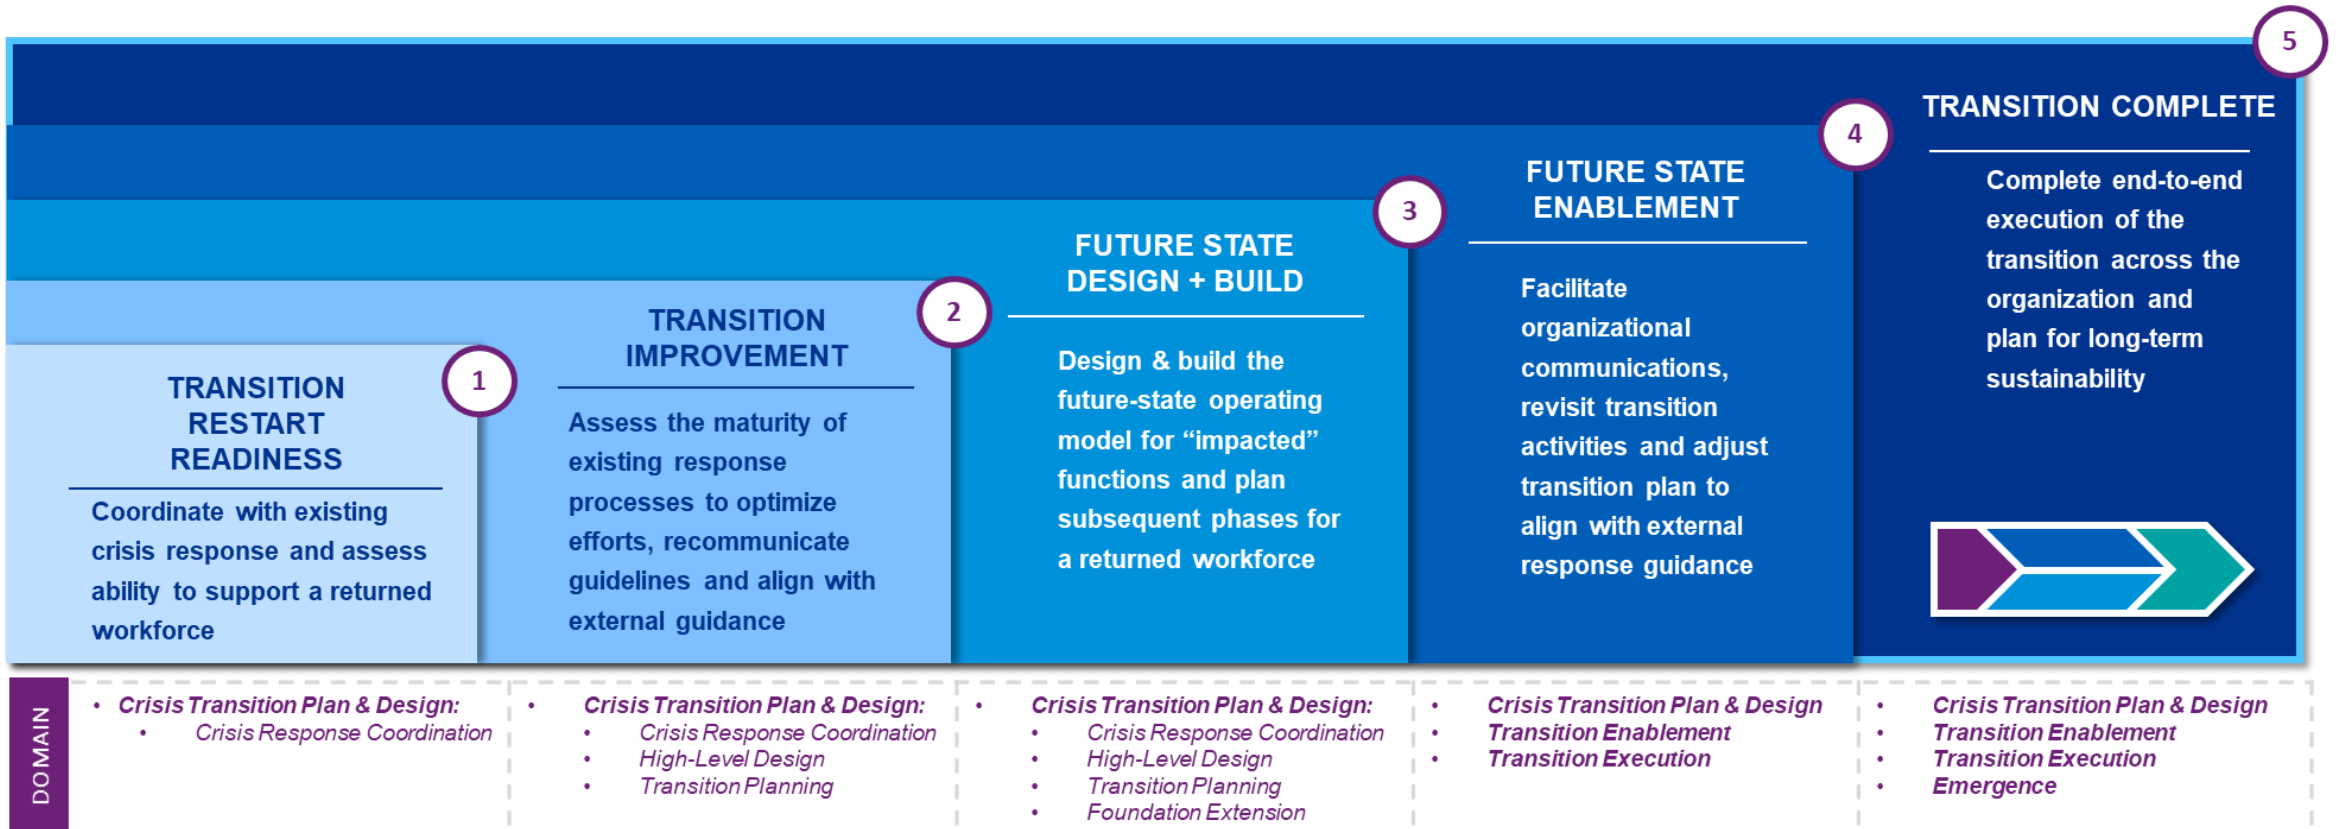 TRANSITION
RESTART
READINESS
Coordinate with existing
crisis response and assess
ability to support a returned
workforce
1
TRANSITION
IMPROVEMENT
Assess the maturity of
existing response
processes to optimize
efforts, recommunicate
guidelines and align with
external guidance
2
FUTURE STATE
DESIGN + BUILD
Design & build the
future-state operating
model for “impacted”
functions and plan
subsequent phases for
a returned workforce
3
FUTURE STATE
ENABLEMENT
Facilitate
organizational
communications,
revisit transition
activities and adjust
transition plan to
align with external
response guidance
4
TRANSITION COMPLETE
Complete end-to-end
execution of the
transition across the
organization and
plan for long-term
sustainability
5
DOMAIN
• Crisis Transition Plan & Design:
• Crisis Response Coordination
• Crisis Transition Plan & Design:
• Crisis Response Coordination
• High-Level Design
• Transition Planning
• Crisis Transition Plan & Design:
• Crisis Response Coordination
• High-Level Design
• Transition Planning
• Foundation Extension
• Crisis Transition Plan & Design
• Transition Enablement
• Transition Execution
• Crisis Transition Plan & Design
• Transition Enablement
• Transition Execution
• Emergence